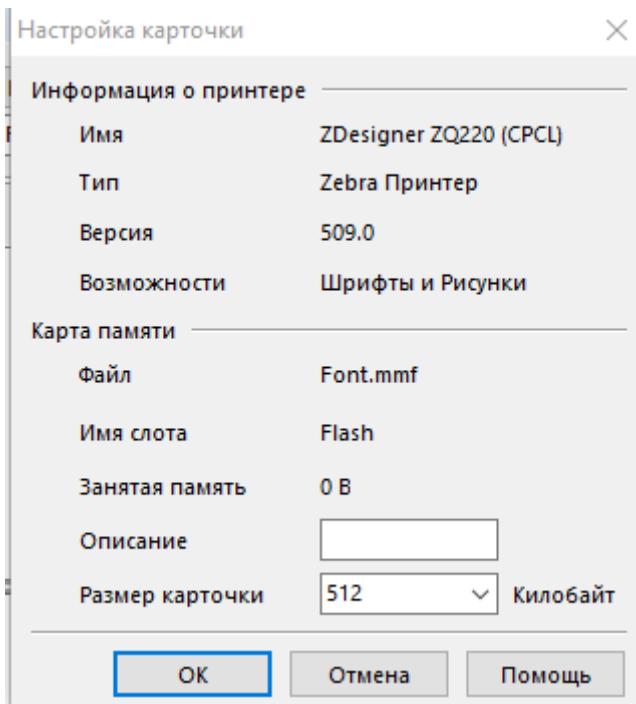 Настройка карточки
Информация о принтере
Имя ZDesigner ZQ220 (CPCL)
Тип Zebra Принтер
Версия 509.0
Возможности Шрифты и Рисунки
Карта памяти
Файл Font.mmf
Имя слота Flash
Занятая память 0 B
Описание
Размер карточки 512 Килобайт
ОК Отмена Помощь